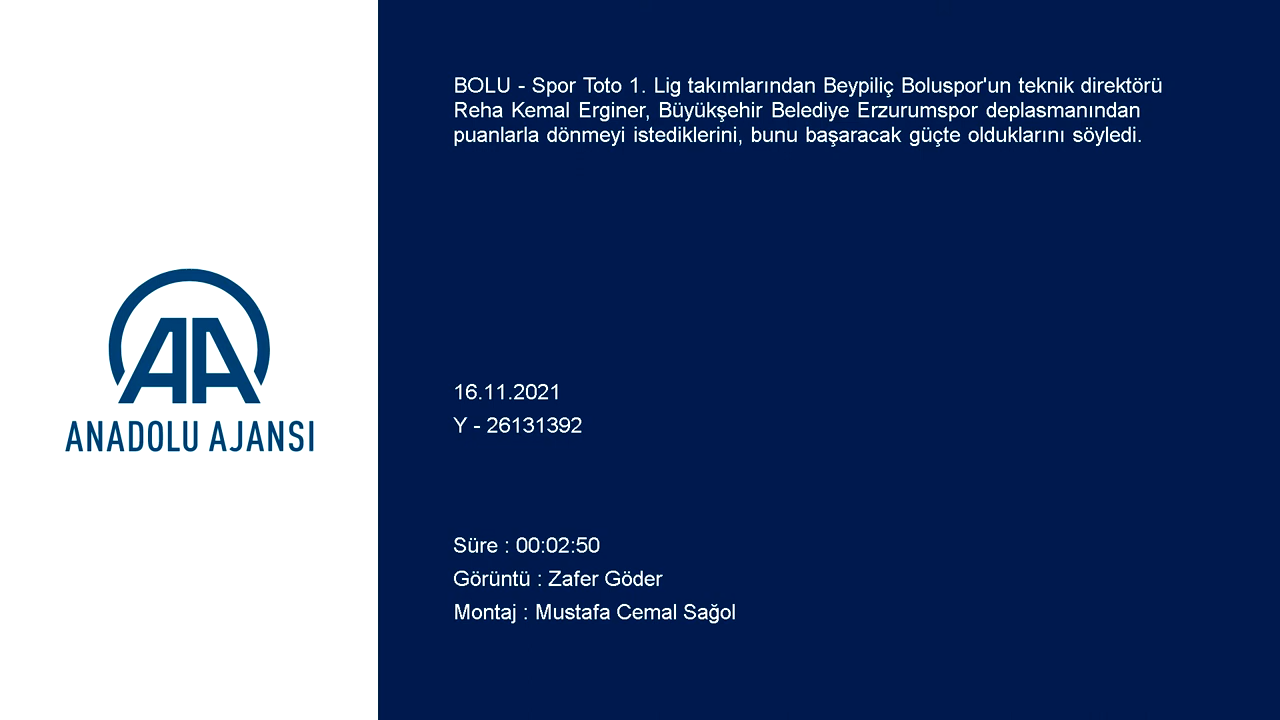 BOLU - Spor Toto 1. Lig takımlarından Beypiliç Boluspor'un teknik direktörü
Reha Kemal Erginer, Büyükşehir Belediye Erzurumspor deplasmanından
puanlarla dönmeyi istediklerini, bunu başaracak güçte olduklarını söyledi.
AA
ANADOLU AJANSI
16.11.2021
Y - 26131392
Süre : 00:02:50
Görüntü : Zafer Göder
Montaj : Mustafa Cemal Sağol